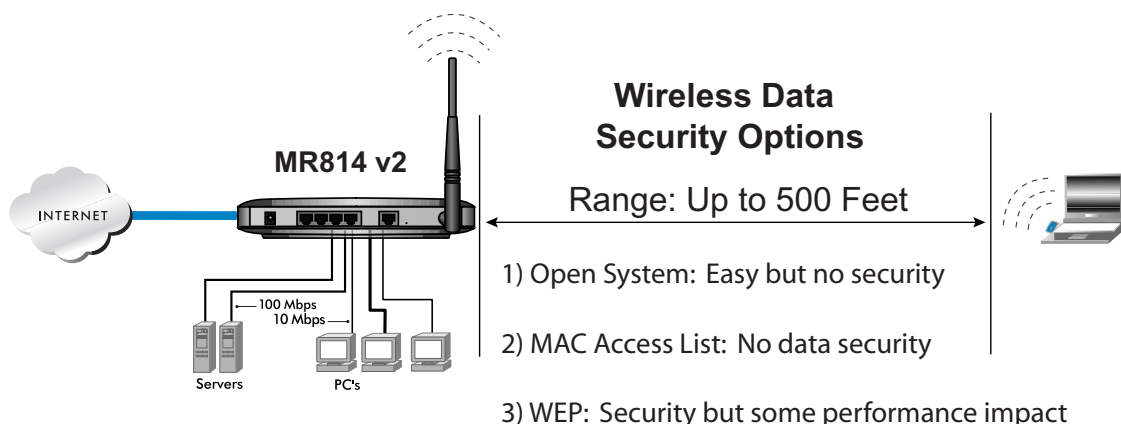 Wireless Data
Security Options
MR814 v2
Range: Up to 500 Feet
INTERNET
1) Open System: Easy but no security
100 Mbps
10 Mbps
2) MAC Access List: No data security
Servers
PC's
3) WEP: Security but some performance impact